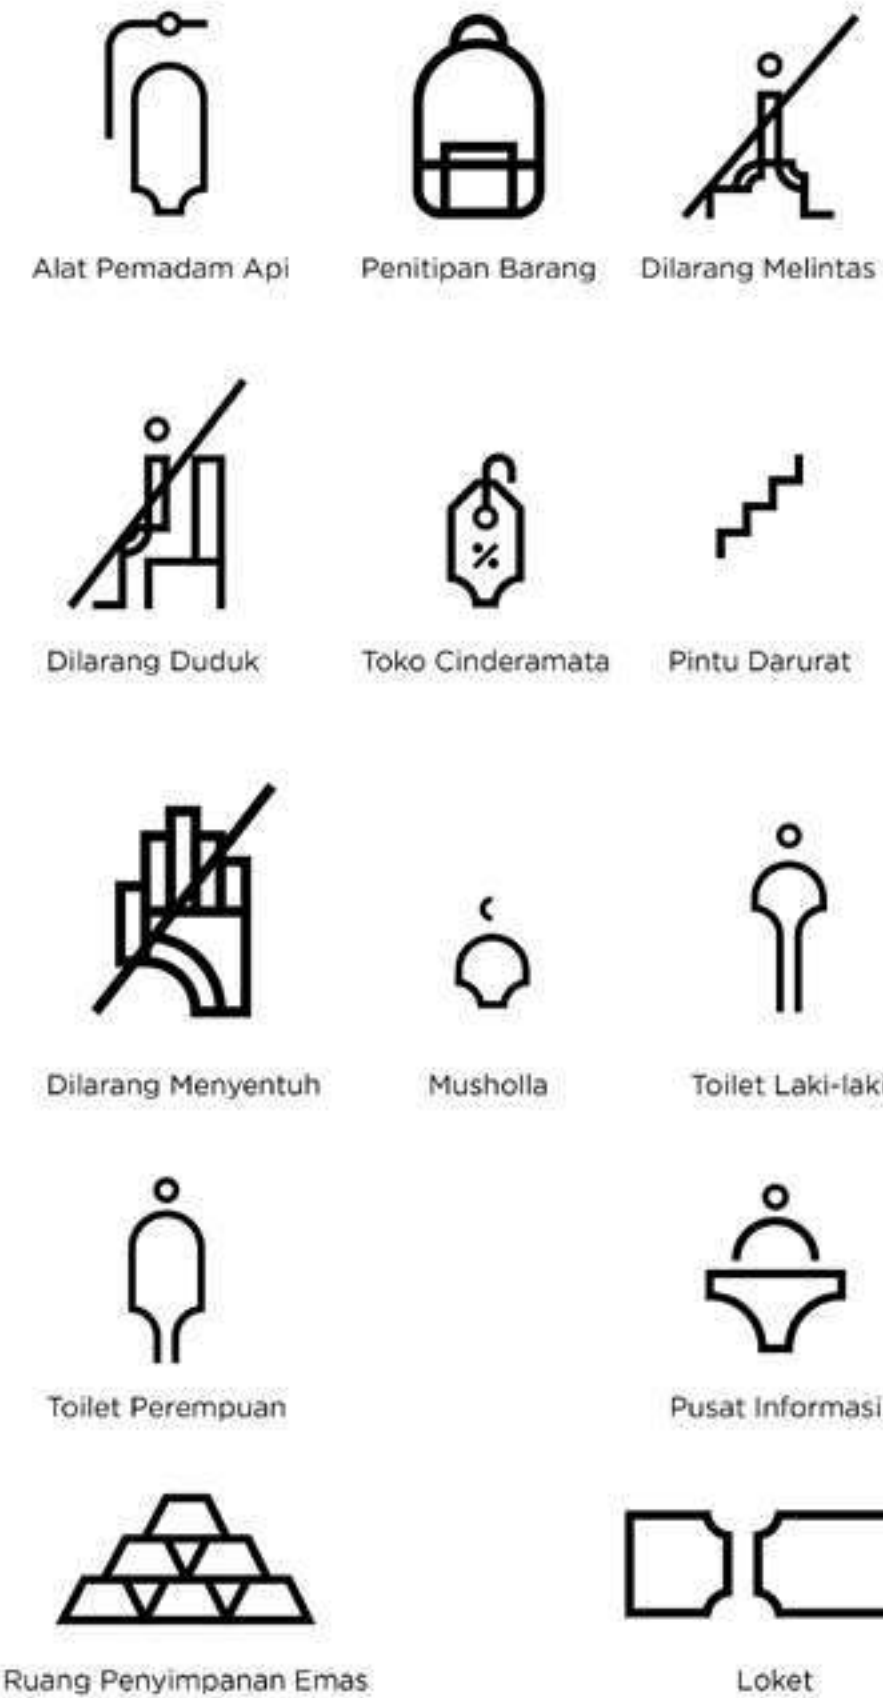 Alat Pemadam Api
Penitipan Barang
Dilarang Melintas
%
Dilarang Duduk
Toko Cinderamata
Pintu Darurat
Dilarang Menyentuh
Musholla
Toilet Laki-laki
Toilet Perempuan
Pusat Informasi
Ruang Penyimpanan Emas
Loket